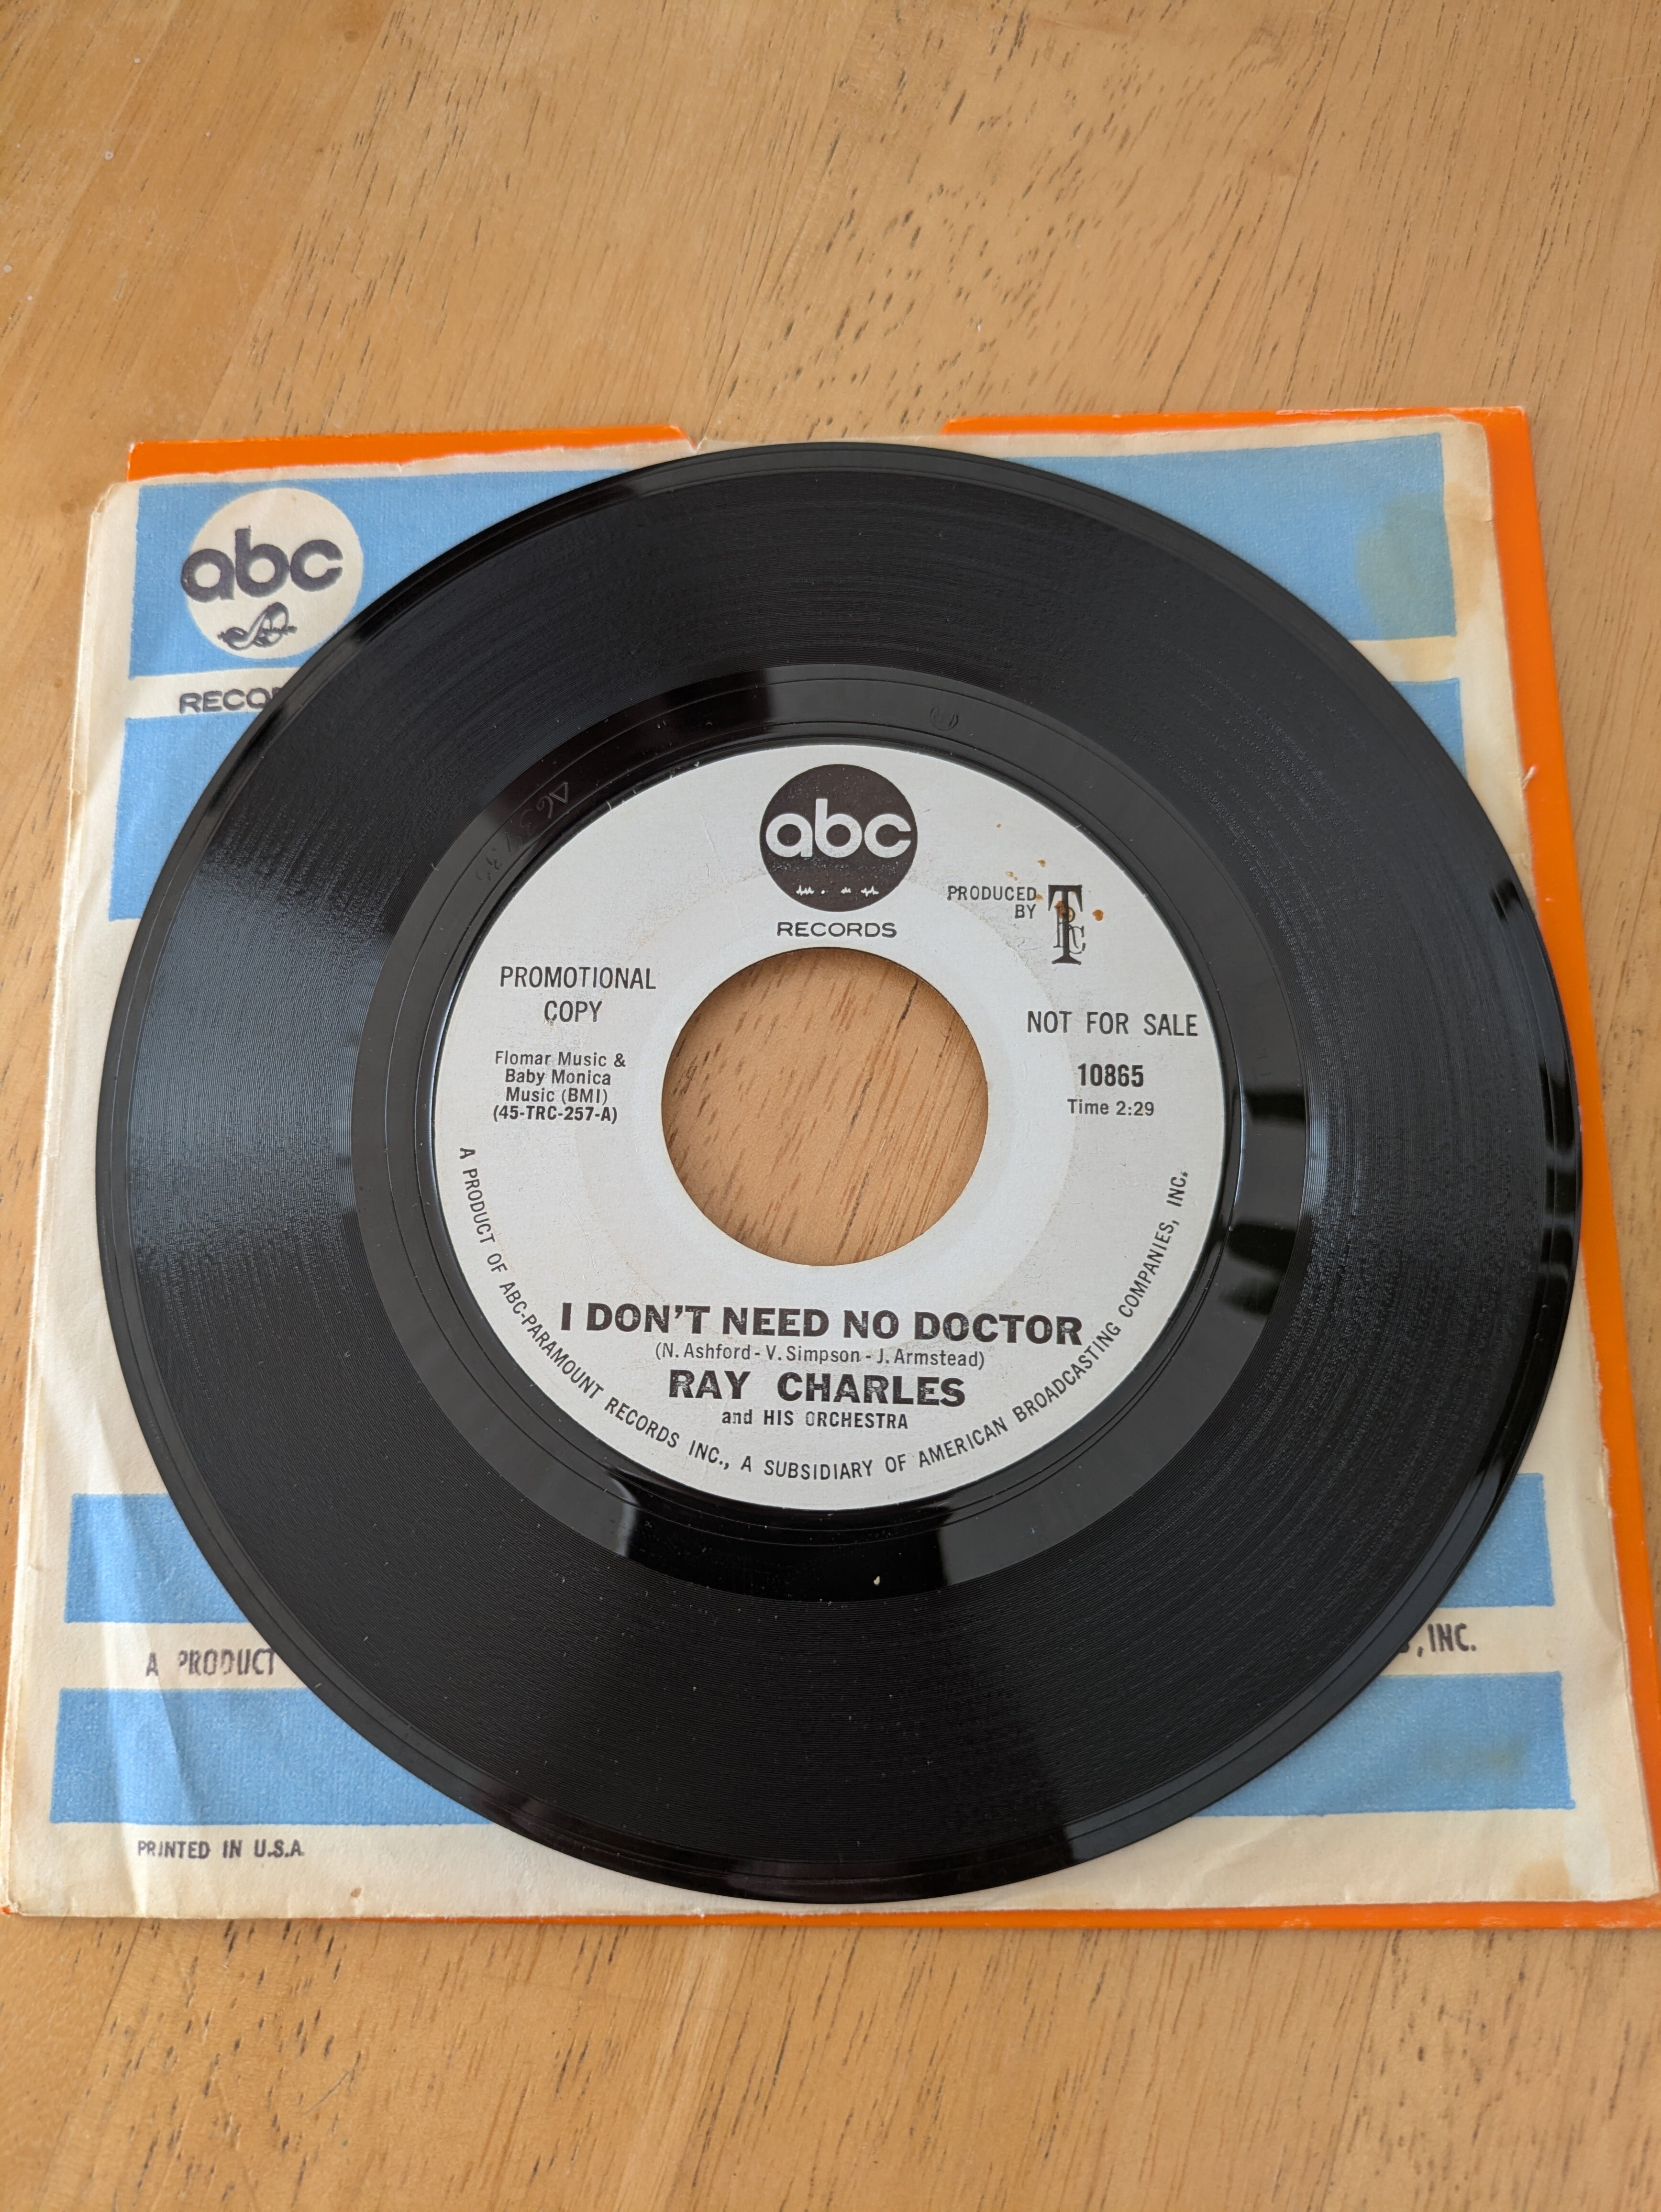 abc
RECOR
abc
RECORDS
PRODUCED
BY
TRC
PROMOTIONAL
COPY
NOT FOR SALE
Flomar Music &
Baby Monica
Music (BMI)
(45-TRC-257-A)
10865
Time 2:29
I DON'T NEED NO DOCTOR
(N. Ashford - V. Simpson - J. Armstead)
RAY CHARLES
and HIS ORCHESTRA
A PRODUCT OF ABC-PARAMOUNT RECORDS INC., A SUBSIDIARY OF AMERICAN BROADCASTING COMPANIES, INC.
A PRODUCT
, INC.
PRINTED IN U.S.A.